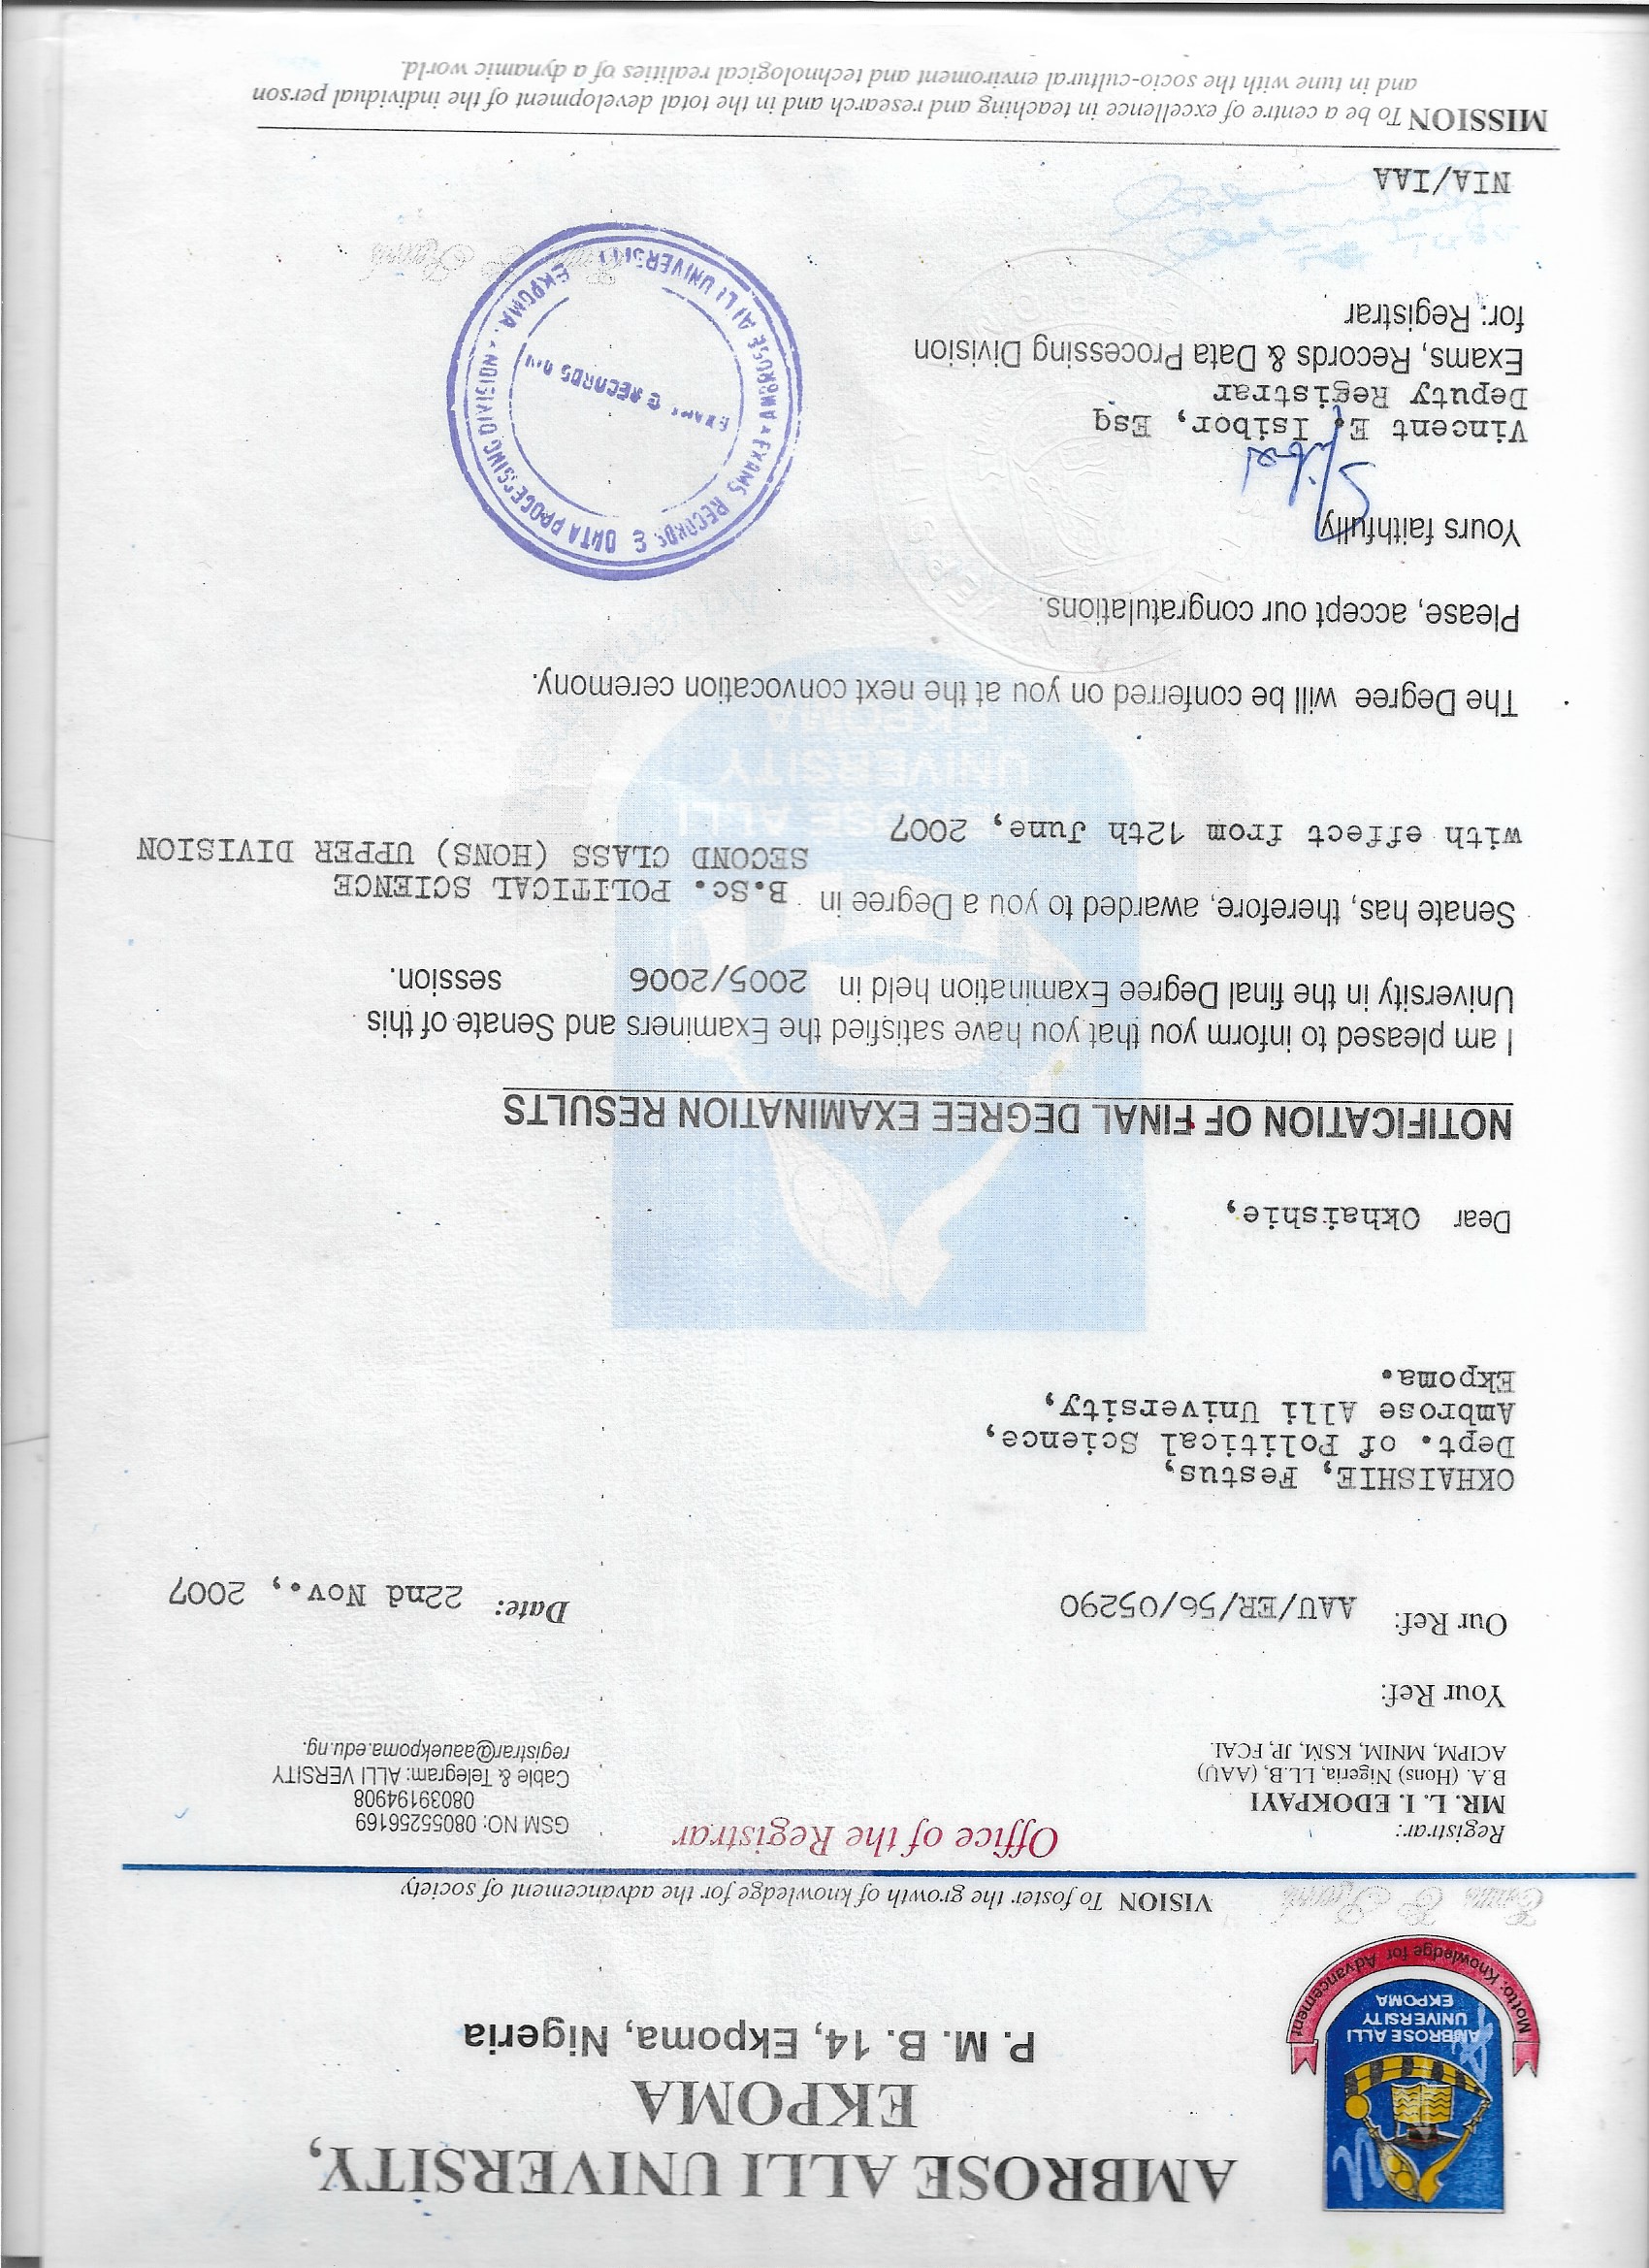 AMBROSE ALLI UNIVERSITY,
EKPOMA
P. M. B. 14, Ekpoma, Nigeria
AMBROSE ALLI
UNIVERSITY
EKPOMA
Motto: Knowledge for Advancement
Exams & Records
VISION To foster the growth of knowledge for the advancement of society
Office of the Registrar
Registrar:
MR. L. I. EDOKPAYI
B.A. (Hons) Nigeria, LL.B, (AAU)
ACIPM, MNIM, KSM, JP, FCAI.
GSM NO: 08055256169
08039194908
Cable & Telegram: ALLI VERSITY
registrar@aauekpoma.edu.ng.
Your Ref:
Our Ref: AAU/ER/56/05290
Date: 22nd Nov., 2007
OKHAISHIE, Festus,
Dept. of Political Science,
Ambrose Alli University,
Ekpoma.
Dear Okhaishie,
NOTIFICATION OF FINAL DEGREE EXAMINATION RESULTS
I am pleased to inform you that you have satisfied the Examiners and Senate of this
University in the final Degree Examination held in 2005/2006 session.
Senate has, therefore, awarded to you a Degree in B.Sc. POLITICAL SCIENCE
SECOND CLASS (HONS) UPPER DIVISION
with effect from 12th June, 2007
AMBROSE ALLI
UNIVERSITY
EKPOMA
The Degree will be conferred on you at the next convocation ceremony.
Please, accept our congratulations.
Yours faithfully
Vincent E. Isibor, Esq
Deputy Registrar
Exams, Records & Data Processing Division
for: Registrar
EXAMS RECORDS & DATA PROCESSING DIVISION
AMBROSE ALLI UNIVERSITY EKPOMA.
EXAMS & RECORDS DIV
Exams & Records
NIA/IAA
MISSION To be a centre of excellence in teaching and research and in the total development of the individual person
and in tune with the socio-cultural enviroment and technological realities of a dynamic world.